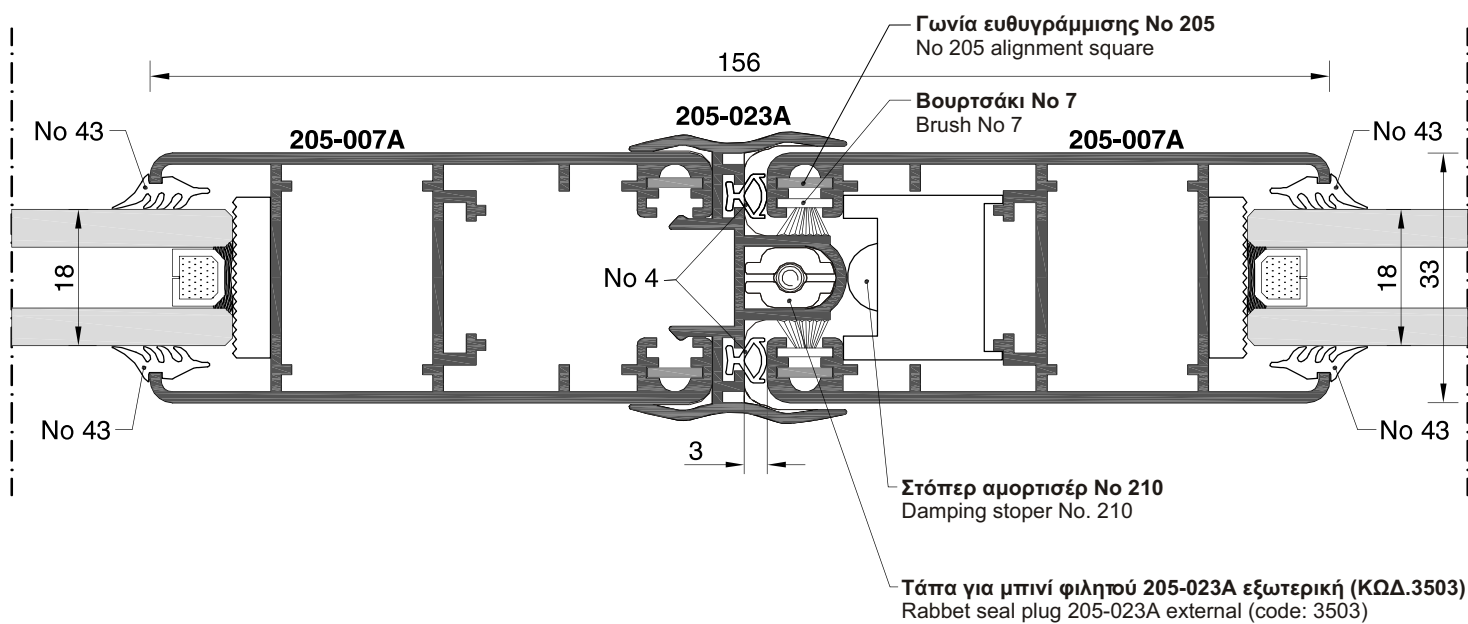 Γωνία ευθυγράμμισης Νο 205
No 205 alignment square
156
Βουρτσάκι Νο 7
Brush No 7
205-023A
No 43
205-007A
205-007A
No 43
18
No 4
18
33
No 43
No 43
3
Στόπερ αμορτισέρ Νο 210
Damping stoper No. 210
Τάπα για μπινί φιλητού 205-023Α εξωτερική (ΚΩΔ.3503)
Rabbet seal plug 205-023A external (code: 3503)